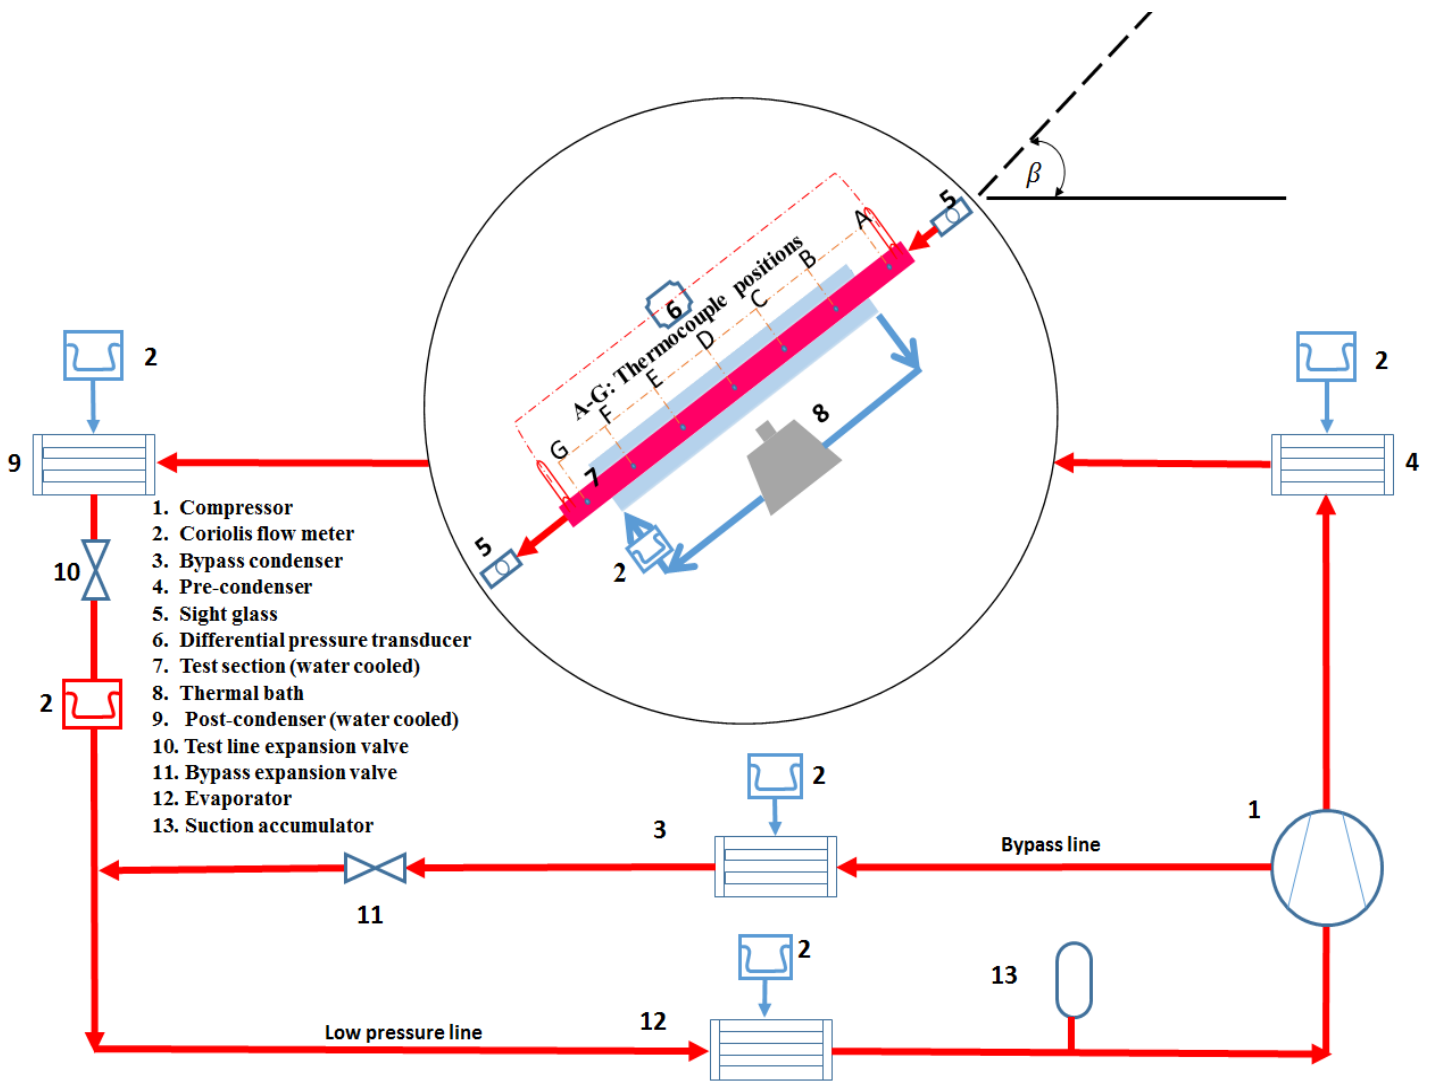 β
5
A
B
C
D
E
F
G
A-G: Thermocouple positions
6
7
8
5
2
2
9
2
4
10
2
1. Compressor
2. Coriolis flow meter
3. Bypass condenser
4. Pre-condenser
5. Sight glass
6. Differential pressure transducer
7. Test section (water cooled)
8. Thermal bath
9. Post-condenser (water cooled)
10. Test line expansion valve
11. Bypass expansion valve
12. Evaporator
13. Suction accumulator
2
3
Bypass line
1
11
2
13
12
Low pressure line